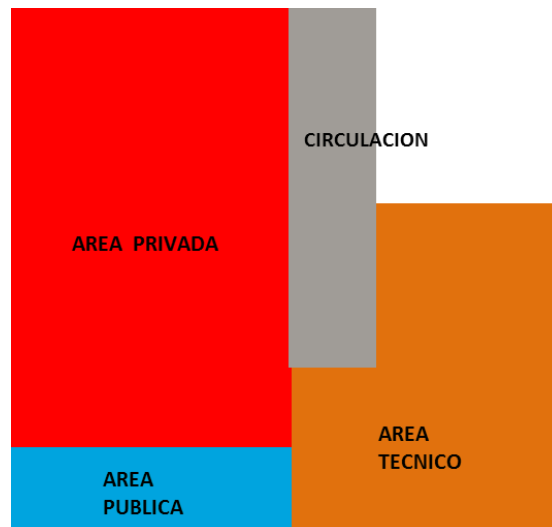 CIRCULACION
AREA  PRIVADA
AREA
TECNICO
AREA
PUBLICA